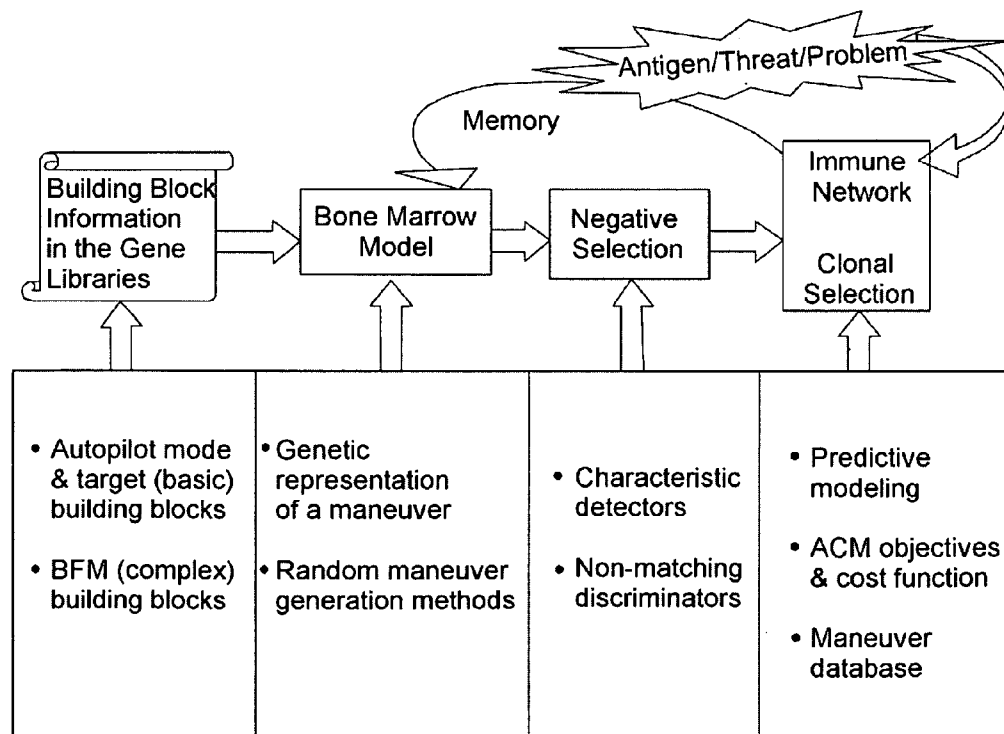 Antigen/Threat/Problem
Memory
Building Block
Information
in the Gene
Libraries
Bone Marrow
Model
Negative
Selection
Immune
Network
Clonal
Selection
• Autopilot mode
& target (basic)
building blocks
• BFM (complex)
building blocks
• Genetic
representation
of a maneuver
• Random maneuver
generation methods
• Characteristic
detectors
• Non-matching
discriminators
• Predictive
modeling
• ACM objectives
& cost function
• Maneuver
database